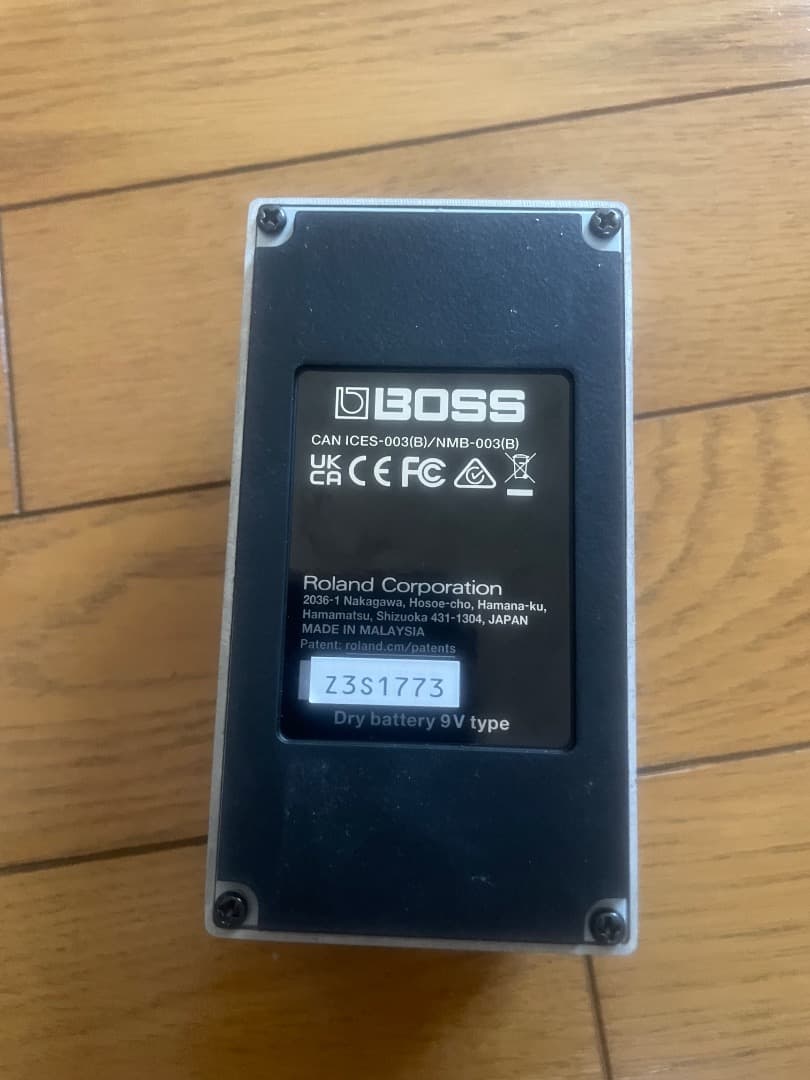 BOSS
CAN ICES-003(B)/NMB-003(B)
UK CA CE FC
Roland Corporation
2036-1 Nakagawa, Hosoe-cho, Hamana-ku,
Hamamatsu, Shizuoka 431-1304, JAPAN
MADE IN MALAYSIA
Patent: roland.cm/patents
Z3S1773
Dry battery 9V type